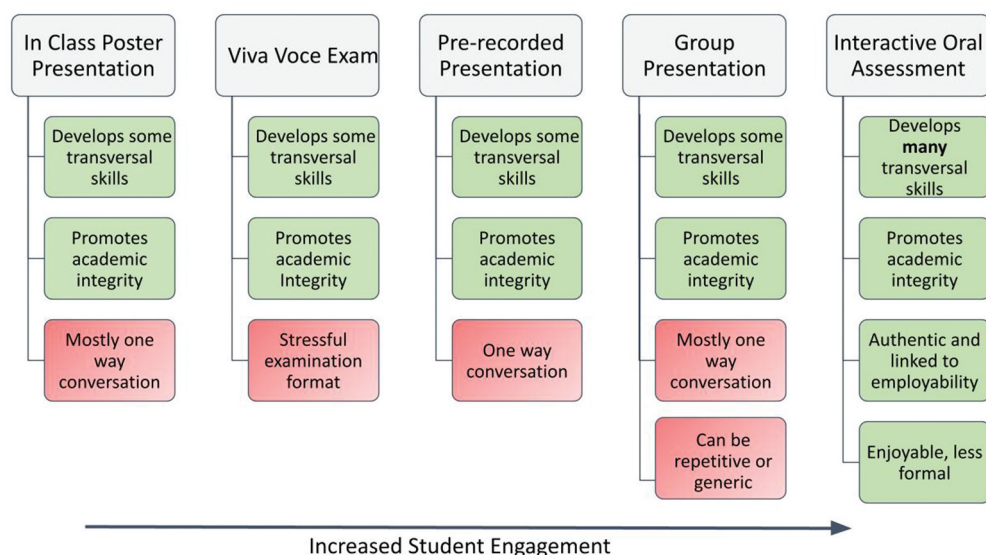 In Class Poster
Presentation
Develops some
transversal
skills
Promotes
academic
integrity
Mostly one
way
conversation
Viva Voce Exam
Develops some
transversal
skills
Promotes
academic
Integrity
Stressful
examination
format
Pre-recorded
Presentation
Develops some
transversal
skills
Promotes
academic
integrity
One way
conversation
Group
Presentation
Develops some
transversal
skills
Promotes
academic
integrity
Mostly one
way
conversation
Can be
repetitive or
generic
Interactive Oral
Assessment
Develops
many
transversal
skills
Promotes
academic
integrity
Authentic and
linked to
employability
Enjoyable, less
formal
Increased Student Engagement